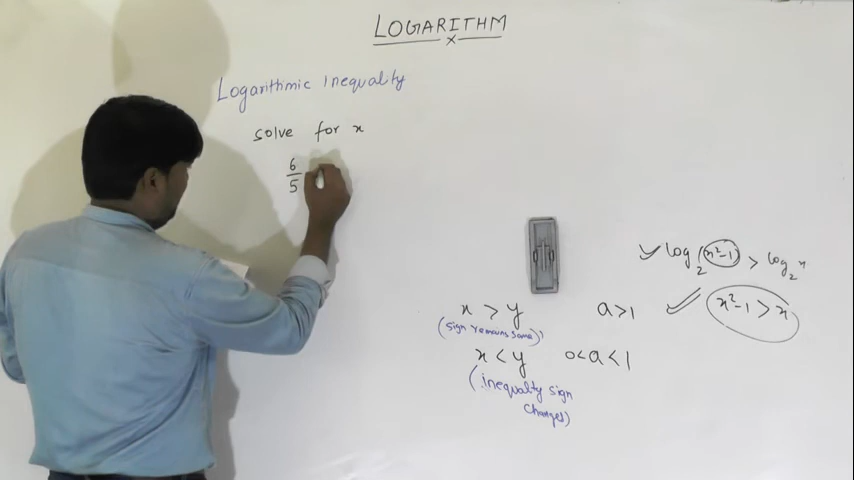 LOGARITHM
x
Logarithmic Inequality
solve for x
6/5
log₂(x²-1) > log₂x
x > y a>1 x²-1 > x
(sign remains same)
x < y 0<a<1
(inequality sign
changes)